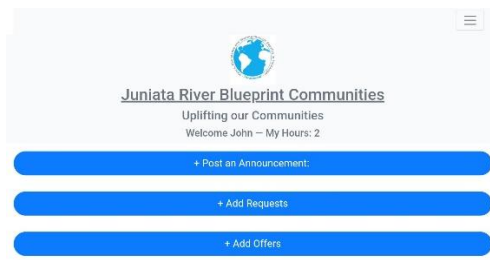 Juniata River Blueprint Communities
Uplifting our Communities
Welcome John — My Hours: 2
+ Post an Announcement:
+ Add Requests
+ Add Offers